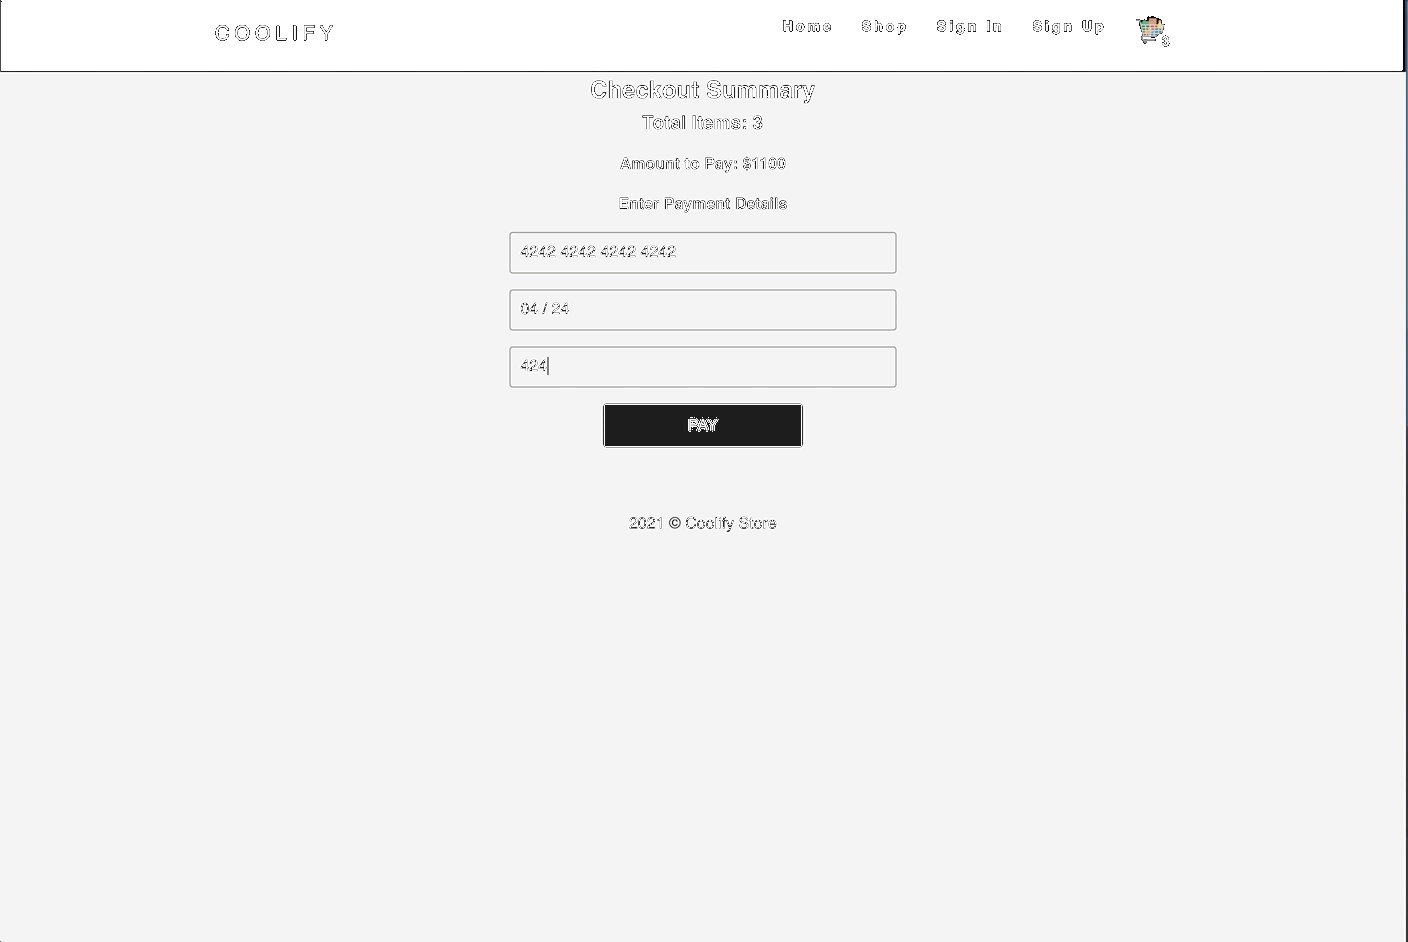 COOLIFY
Home Shop Sign In Sign Up
3
Checkout Summary
Total Items: 3
Amount to Pay: $1100
Enter Payment Details
4242 4242 4242 4242
04 / 24
424
PAY
2021 © Coolify Store